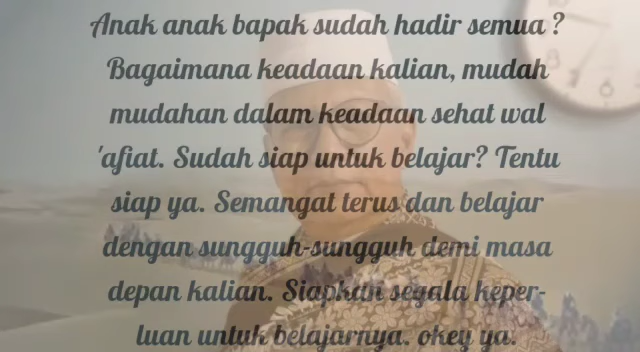 Anak anak bapak sudah hadir semua ?
Bagaimana keadaan kalian, mudah
mudahan dalam keadaan sehat wal
'afiat. Sudah siap untuk belajar? Tentu
siap ya. Semangat terus dan belajar
dengan sungguh-sungguh demi masa
depan kalian. Siapkan segala keper-
luan untuk belajarnya. okey ya.